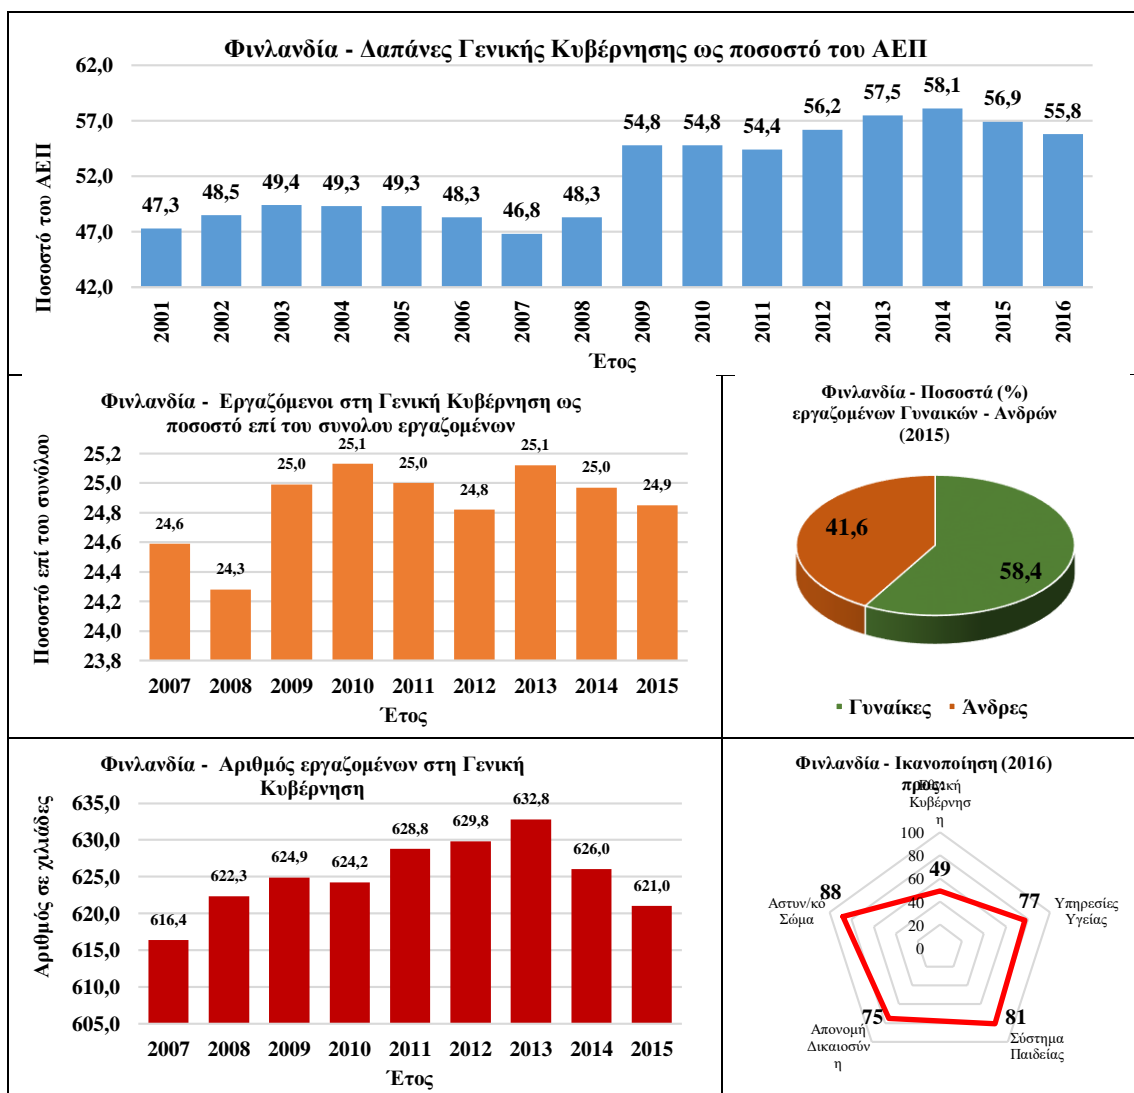 Φινλανδία - Δαπάνες Γενικής Κυβέρνησης ως ποσοστό του ΑΕΠ
Ποσοστό του ΑΕΠ
62,0
57,0
52,0
47,0
42,0
47,3
48,5
49,4
49,3
49,3
48,3
46,8
48,3
54,8
54,8
54,4
56,2
57,5
58,1
56,9
55,8
2001
2002
2003
2004
2005
2006
2007
2008
2009
2010
2011
2012
2013
2014
2015
2016
Έτος
Φινλανδία - Εργαζόμενοι στη Γενική Κυβέρνηση ως
ποσοστό επί του συνολου εργαζομένων
Ποσοστό επί του συνόλου
25,2
25,0
24,8
24,6
24,4
24,2
24,0
23,8
24,6
24,3
25,0
25,1
25,0
24,8
25,1
25,0
24,9
2007 2008 2009 2010 2011 2012 2013 2014 2015
Έτος
Φινλανδία - Ποσοστά (%)
εργαζομένων Γυναικών - Ανδρών
(2015)
41,6
58,4
Γυναίκες Άνδρες
Φινλανδία - Αριθμός εργαζομένων στη Γενική
Κυβέρνηση
Αριθμός σε χιλιάδες
635,0
630,0
625,0
620,0
615,0
610,0
605,0
616,4
622,3
624,9
624,2
628,8
629,8
632,8
626,0
621,0
2007 2008 2009 2010 2011 2012 2013 2014 2015
Έτος
Φινλανδία - Ικανοποίηση (2016)
προς:
Εθνική
Κυβέρνησ
η
100
80
60
40
20
0
49
77
81
75
88
Υπηρεσίες
Υγείας
Σύστημα
Παιδείας
Απονομή
Δικαιοσύν
η
Αστυν/κό
Σώμα